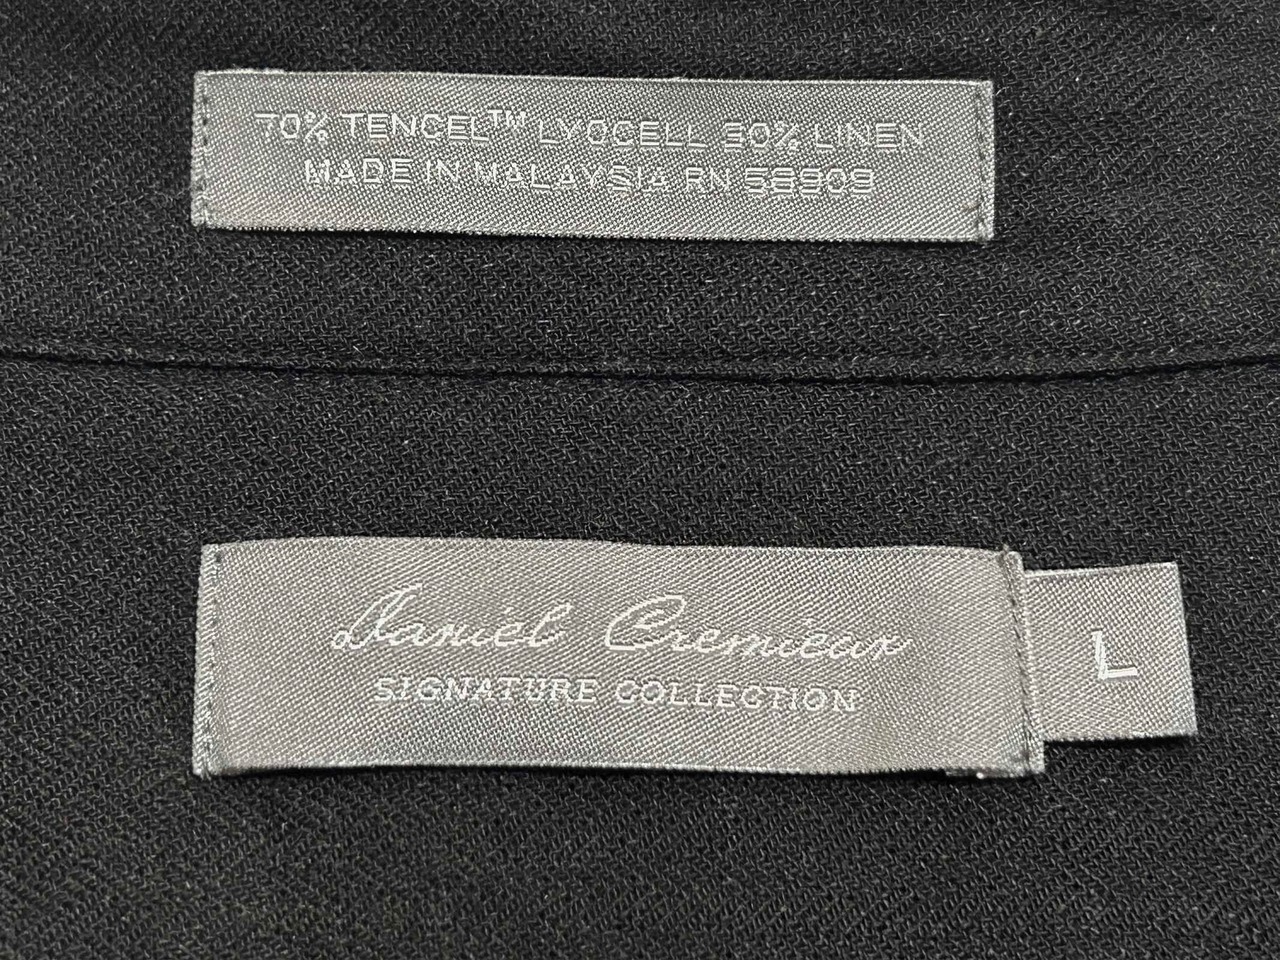 70% TENCEL™ LYOCELL 30% LINEN
MADE IN MALAYSIA RN 58909
Daniel Cremieux
SIGNATURE COLLECTION
L